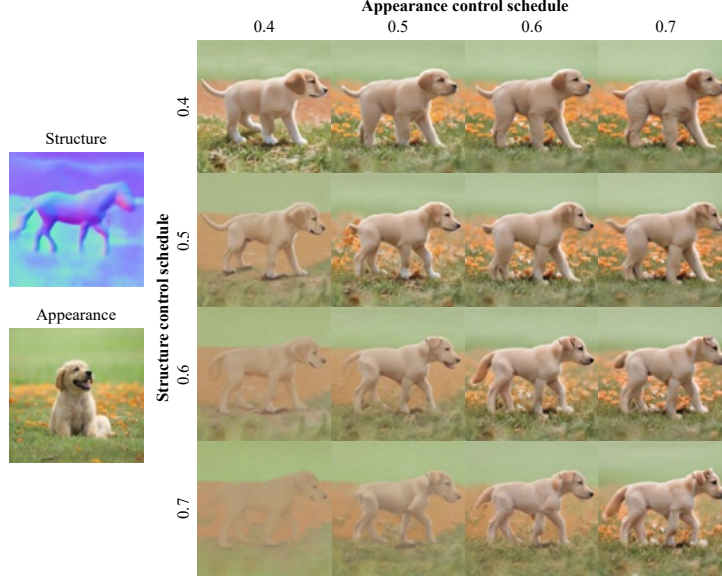 Appearance control schedule
0.4 0.5 0.6 0.7
Structure
Appearance
Structure control schedule
0.4
0.5
0.6
0.7